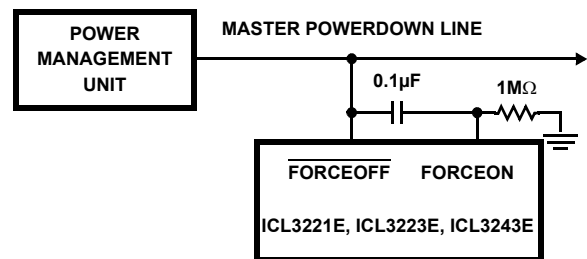 POWER
MANAGEMENT
UNIT
MASTER POWERDOWN LINE
0.1µF
1MΩ
FORCEOFF
FORCEON
ICL3221E, ICL3223E, ICL3243E